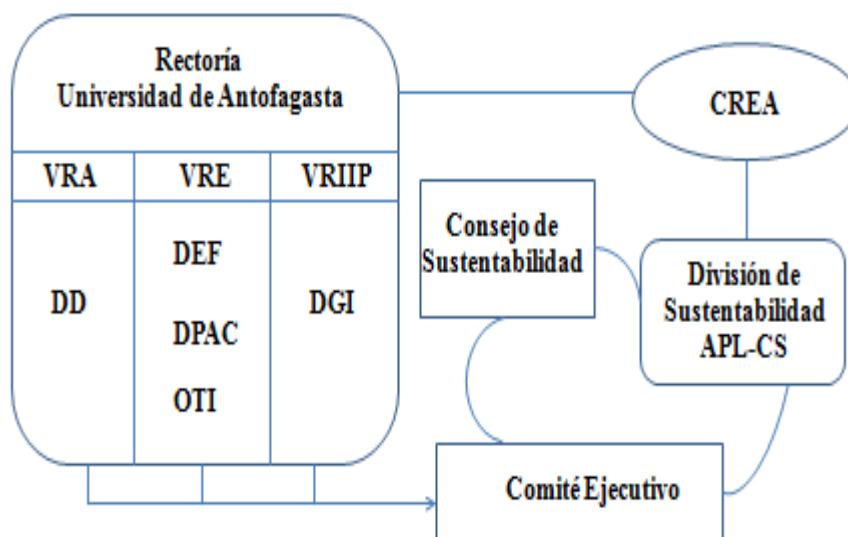 Rectoría
Universidad de Antofagasta
CREA
VRA VRE VRIIP
DD
DEF
DPAC
OTI
DGI
Consejo de
Sustentabilidad
División de
Sustentabilidad
APL-CS
Comité Ejecutivo